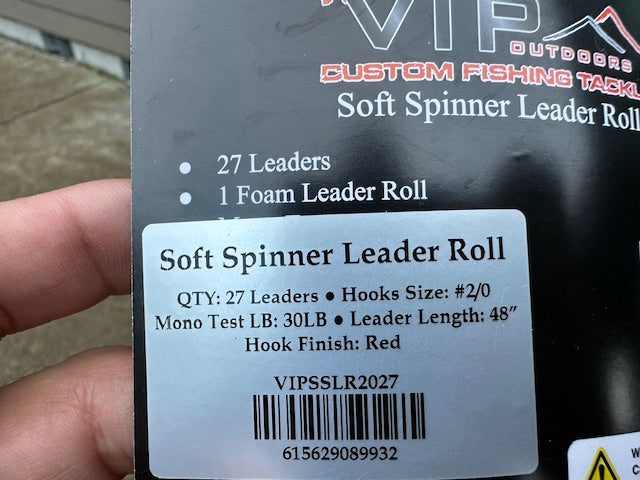 VIP
OUTDOORS
CUSTOM FISHING TACKL
Soft Spinner Leader Roll
• 27 Leaders
• 1 Foam Leader Roll
Soft Spinner Leader Roll
QTY: 27 Leaders • Hooks Size: #2/0
Mono Test LB: 30LB • Leader Length: 48”
Hook Finish: Red
VIPSSLR2027
615629089932